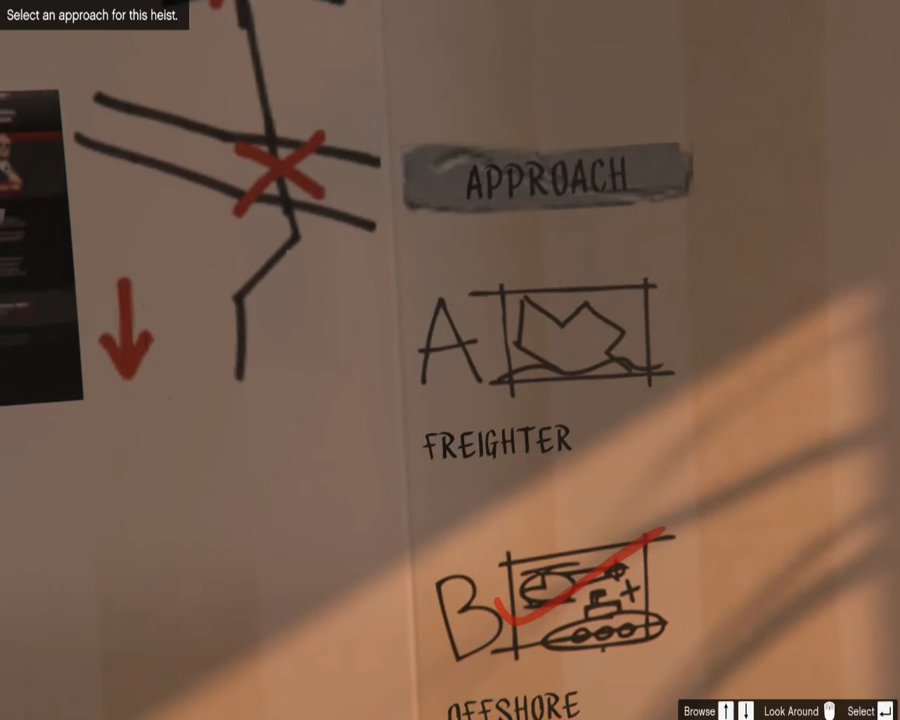 Select an approach for this heist.
APPROACH
A
FREIGHTER
B
OFFSHORE
Browse ↑ ↓ Look Around Select ↵